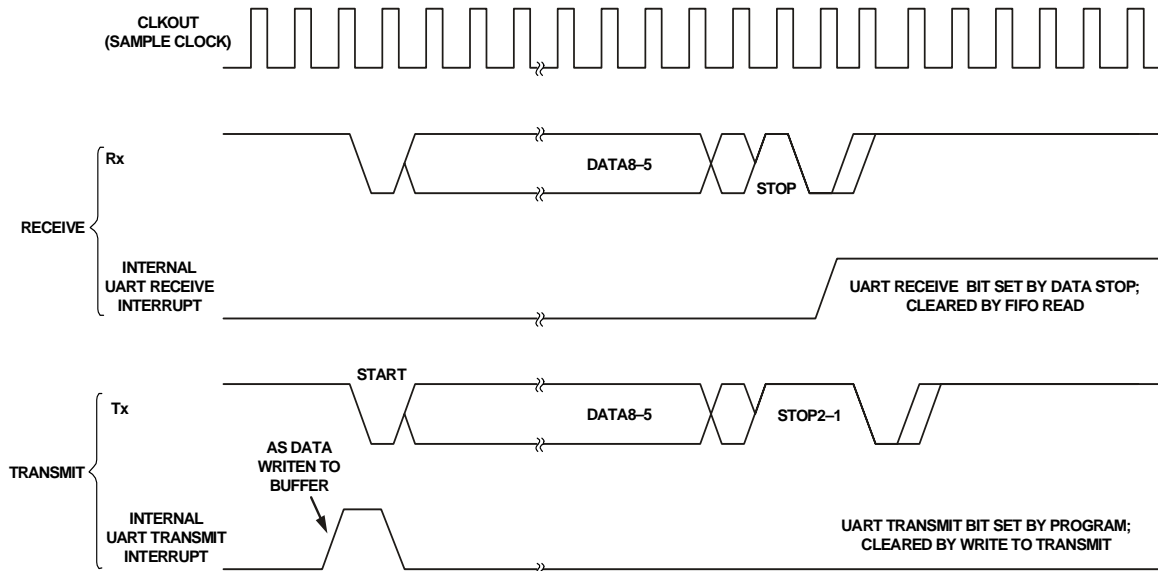 CLKOUT
(SAMPLE CLOCK)
Rx
DATA8–5
STOP
RECEIVE
INTERNAL
UART RECEIVE
INTERRUPT
UART RECEIVE BIT SET BY DATA STOP;
CLEARED BY FIFO READ
START
Tx
DATA8–5
STOP2–1
AS DATA
WRITEN TO
BUFFER
TRANSMIT
INTERNAL
UART TRANSMIT
INTERRUPT
UART TRANSMIT BIT SET BY PROGRAM;
CLEARED BY WRITE TO TRANSMIT